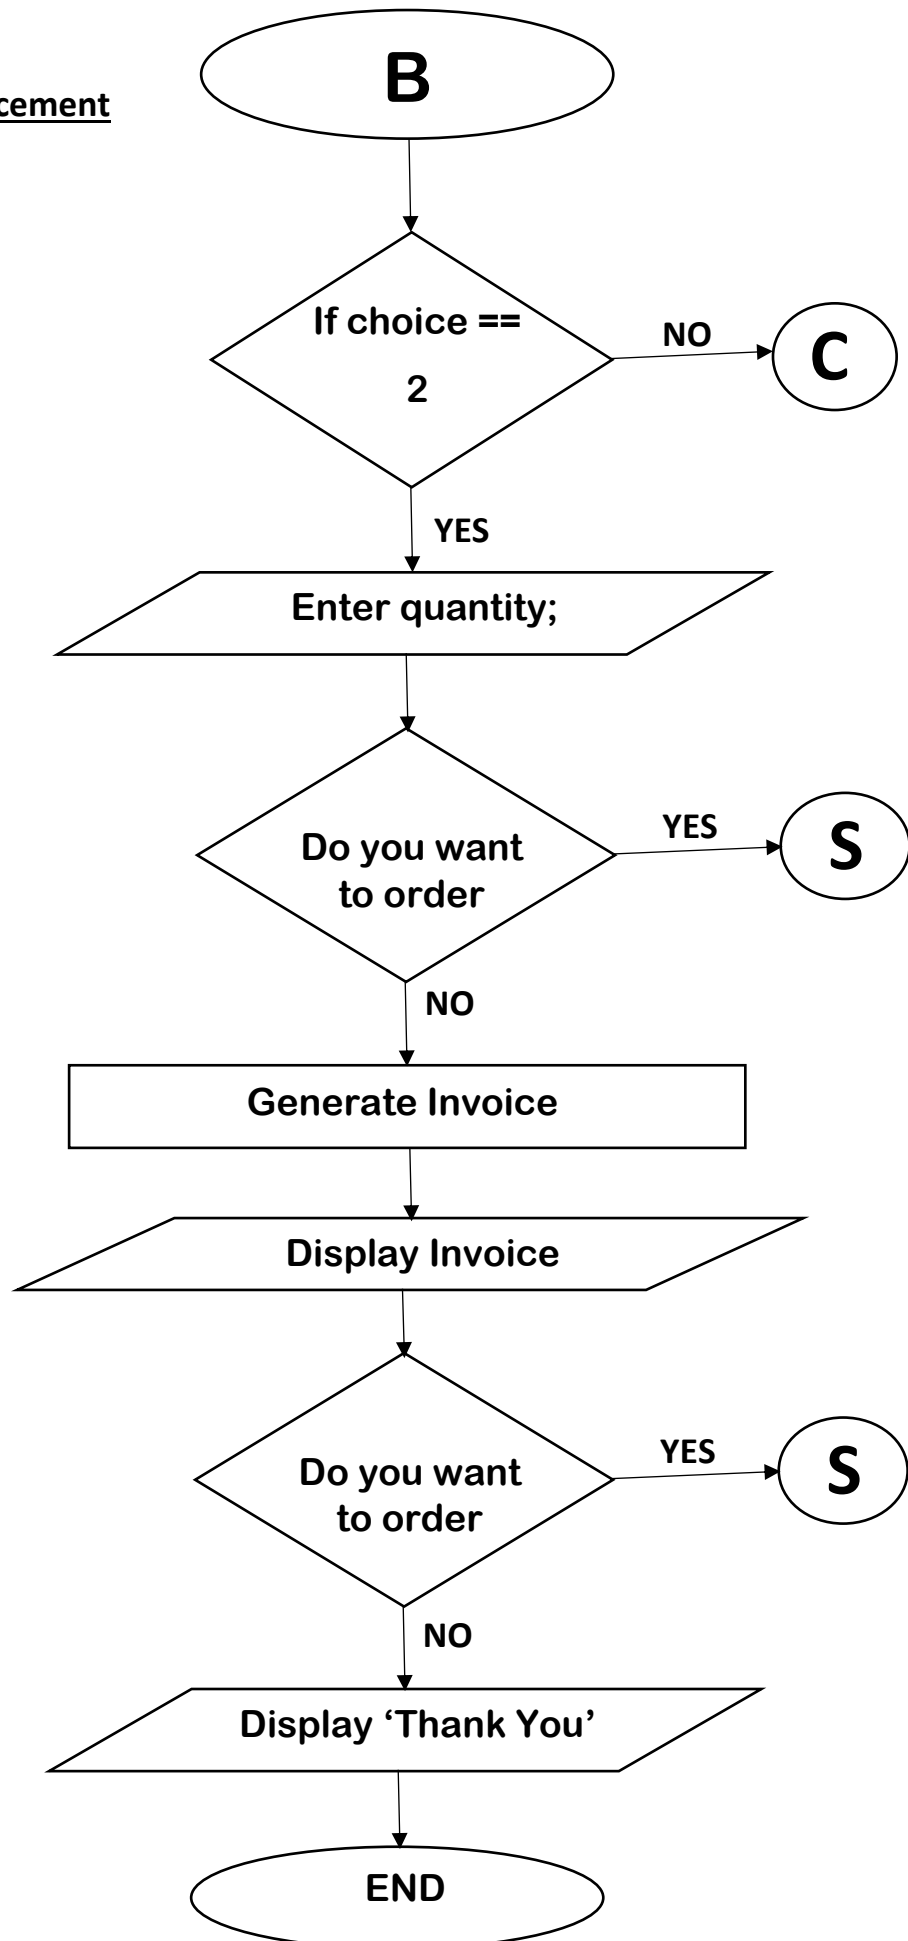 B
cement
If choice ==
2
NO
C
YES
Enter quantity;
Do you want
to order
YES
S
NO
Generate Invoice
Display Invoice
Do you want
to order
YES
S
NO
Display ‘Thank You’
END